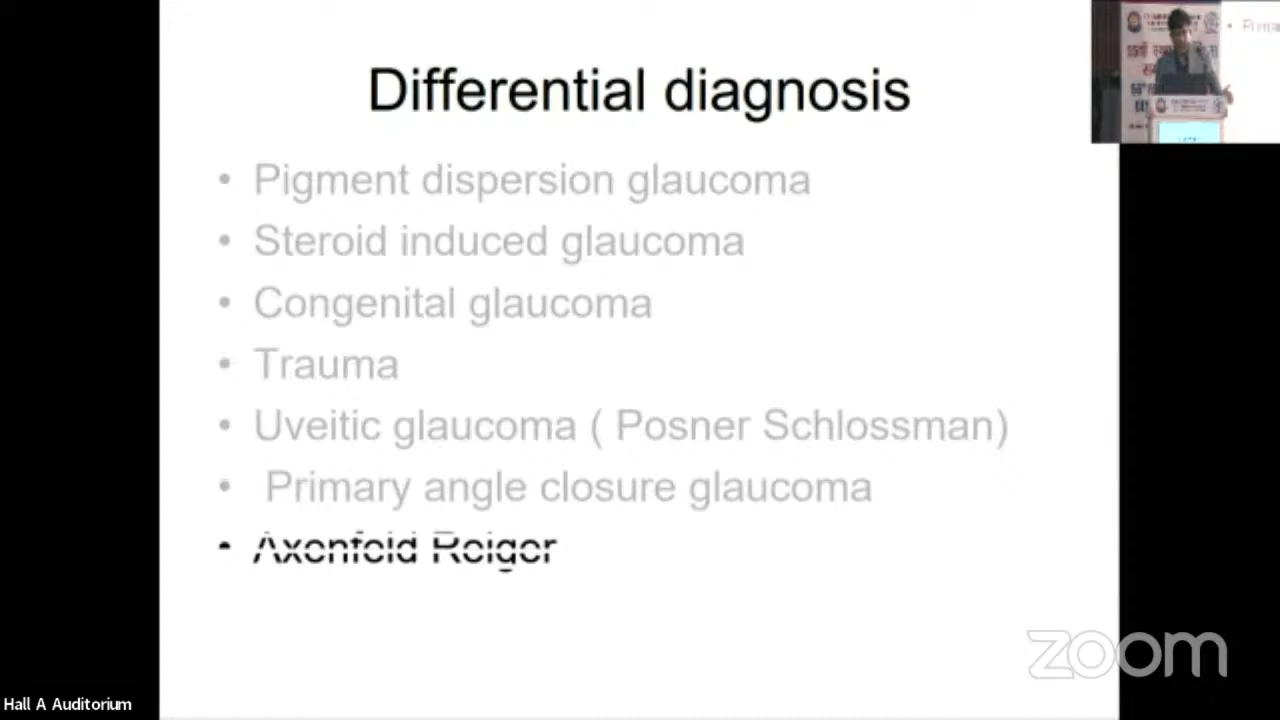 Differential diagnosis
• Pigment dispersion glaucoma
• Steroid induced glaucoma
• Congenital glaucoma
• Trauma
• Uveitic glaucoma ( Posner Schlossman)
• Primary angle closure glaucoma
• Axenfeld Reiger
zoom
Hall A Auditorium